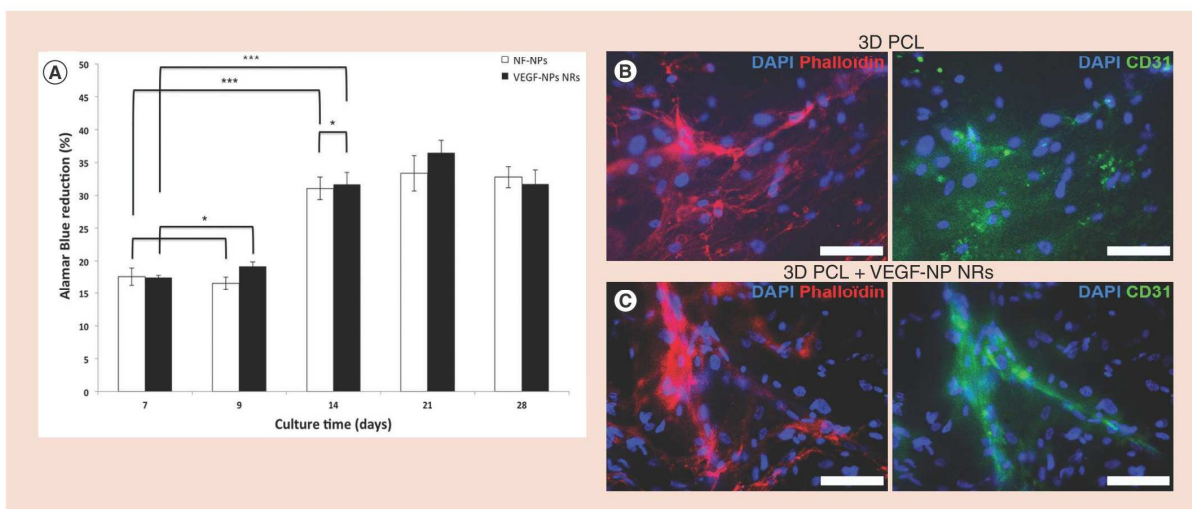 A
Alamar Blue reduction (%)
50
45
40
35
30
25
20
15
10
5
0
***
***
*
*
NF-NPs
VEGF-NPs NRs
7
9
14
21
28
Culture time (days)
3D PCL
B
DAPI Phalloïdin
DAPI CD31
3D PCL + VEGF-NP NRs
C
DAPI Phalloïdin
DAPI CD31